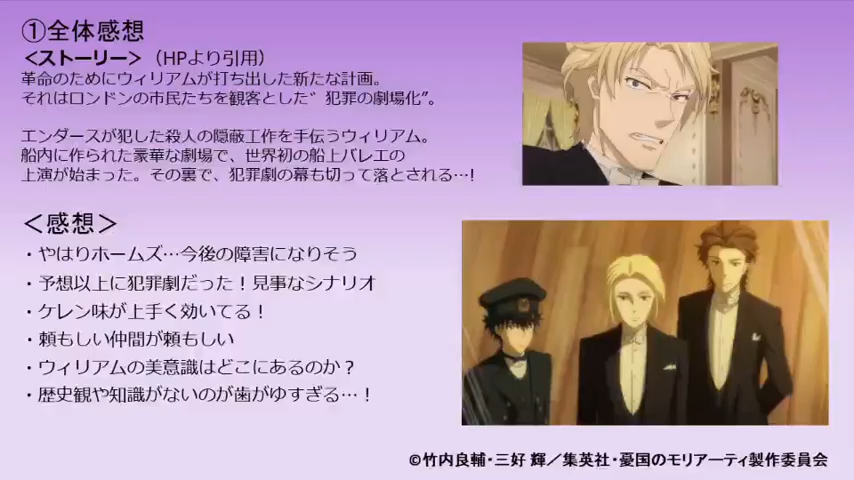 ①全体感想
＜ストーリー＞（HPより引用）
革命のためにウィリアムが打ち出した新たな計画。
それはロンドンの市民たちを観客とした〝犯罪の劇場化”。
エンダースが犯した殺人の隠蔽工作を手伝うウィリアム。
船内に作られた豪華な劇場で、世界初の船上バレエの
上演が始まった。その裏で、犯罪劇の幕も切って落とされる…!
＜感想＞
・やはりホームズ…今後の障害になりそう
・予想以上に犯罪劇だった！見事なシナリオ
・ケレン味が上手く効いてる！
・頼もしい仲間が頼もしい
・ウィリアムの美意識はどこにあるのか？
・歴史観や知識がないのが歯がゆすぎる…！
©竹内良輔・三好 輝／集英社・憂国のモリアーティ製作委員会